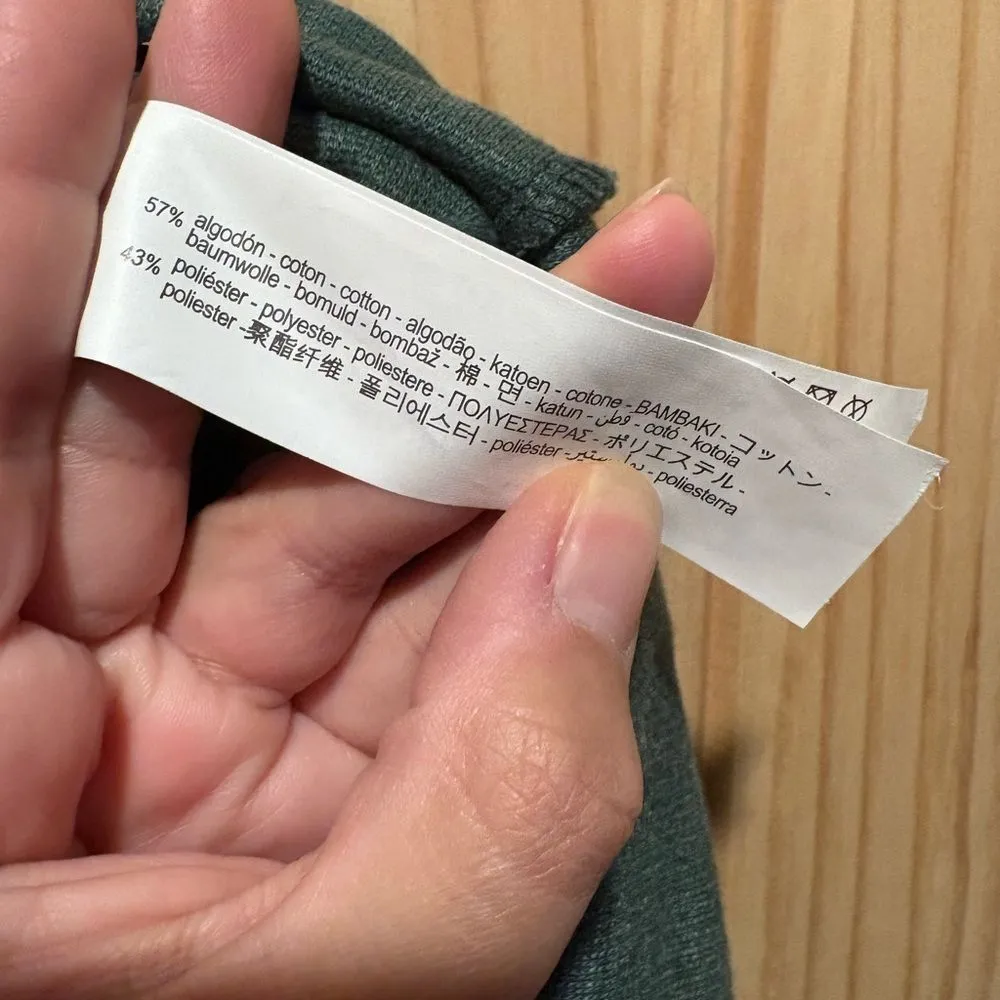 57% algodón - coton - cotton - algodão - katoen - cotone - BAMBAKI - コットン -
baumwolle - bomuld - bombaž - 棉 - 면 - katun - قطن - cotó - kotoia
43% poliéster - polyester - poliestere - ΠΟΛΥΕΣΤΕΡΑΣ - ポリエステル -
poliester - 聚酯纤维 - 폴리에스터 - poliéster - بوليستير - poliesterra